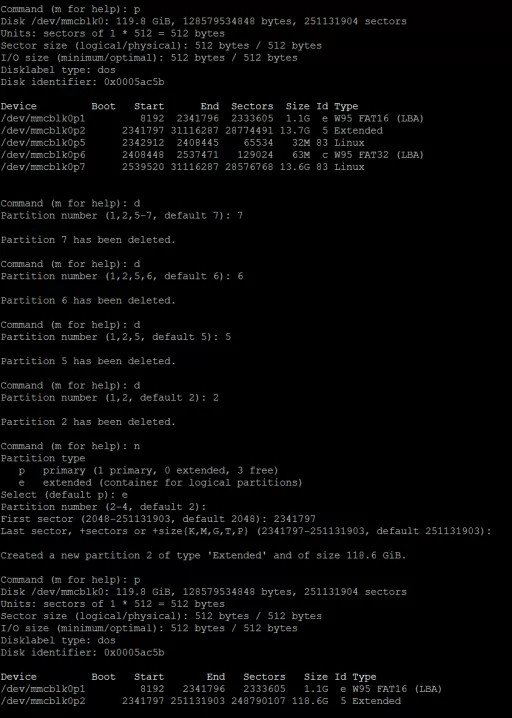 Command (m for help): p
Disk /dev/mmcblk0: 119.8 GiB, 128579534848 bytes, 251131904 sectors
Units: sectors of 1 * 512 = 512 bytes
Sector size (logical/physical): 512 bytes / 512 bytes
I/O size (minimum/optimal): 512 bytes / 512 bytes
Disklabel type: dos
Disk identifier: 0x0005ac5b
Device Boot Start End Sectors Size Id Type
/dev/mmcblk0p1 8192 2341796 2333605 1.1G e W95 FAT16 (LBA)
/dev/mmcblk0p2 2341797 31116287 28774491 13.7G 5 Extended
/dev/mmcblk0p5 2342912 2408445 65534 32M 83 Linux
/dev/mmcblk0p6 2408448 2537471 129024 63M c W95 FAT32 (LBA)
/dev/mmcblk0p7 2539520 31116287 28576768 13.6G 83 Linux
Command (m for help): d
Partition number (1,2,5-7, default 7): 7
Partition 7 has been deleted.
Command (m for help): d
Partition number (1,2,5,6, default 6): 6
Partition 6 has been deleted.
Command (m for help): d
Partition number (1,2,5, default 5): 5
Partition 5 has been deleted.
Command (m for help): d
Partition number (1,2, default 2): 2
Partition 2 has been deleted.
Command (m for help): n
Partition type
p primary (1 primary, 0 extended, 3 free)
e extended (container for logical partitions)
Select (default p): e
Partition number (2-4, default 2):
First sector (2048-251131903, default 2048): 2341797
Last sector, +sectors or +size{K,M,G,T,P} (2341797-251131903, default 251131903):
Created a new partition 2 of type 'Extended' and of size 118.6 GiB.
Command (m for help): p
Disk /dev/mmcblk0: 119.8 GiB, 128579534848 bytes, 251131904 sectors
Units: sectors of 1 * 512 = 512 bytes
Sector size (logical/physical): 512 bytes / 512 bytes
I/O size (minimum/optimal): 512 bytes / 512 bytes
Disklabel type: dos
Disk identifier: 0x0005ac5b
Device Boot Start End Sectors Size Id Type
/dev/mmcblk0p1 8192 2341796 2333605 1.1G e W95 FAT16 (LBA)
/dev/mmcblk0p2 2341797 251131903 248790107 118.6G 5 Extended